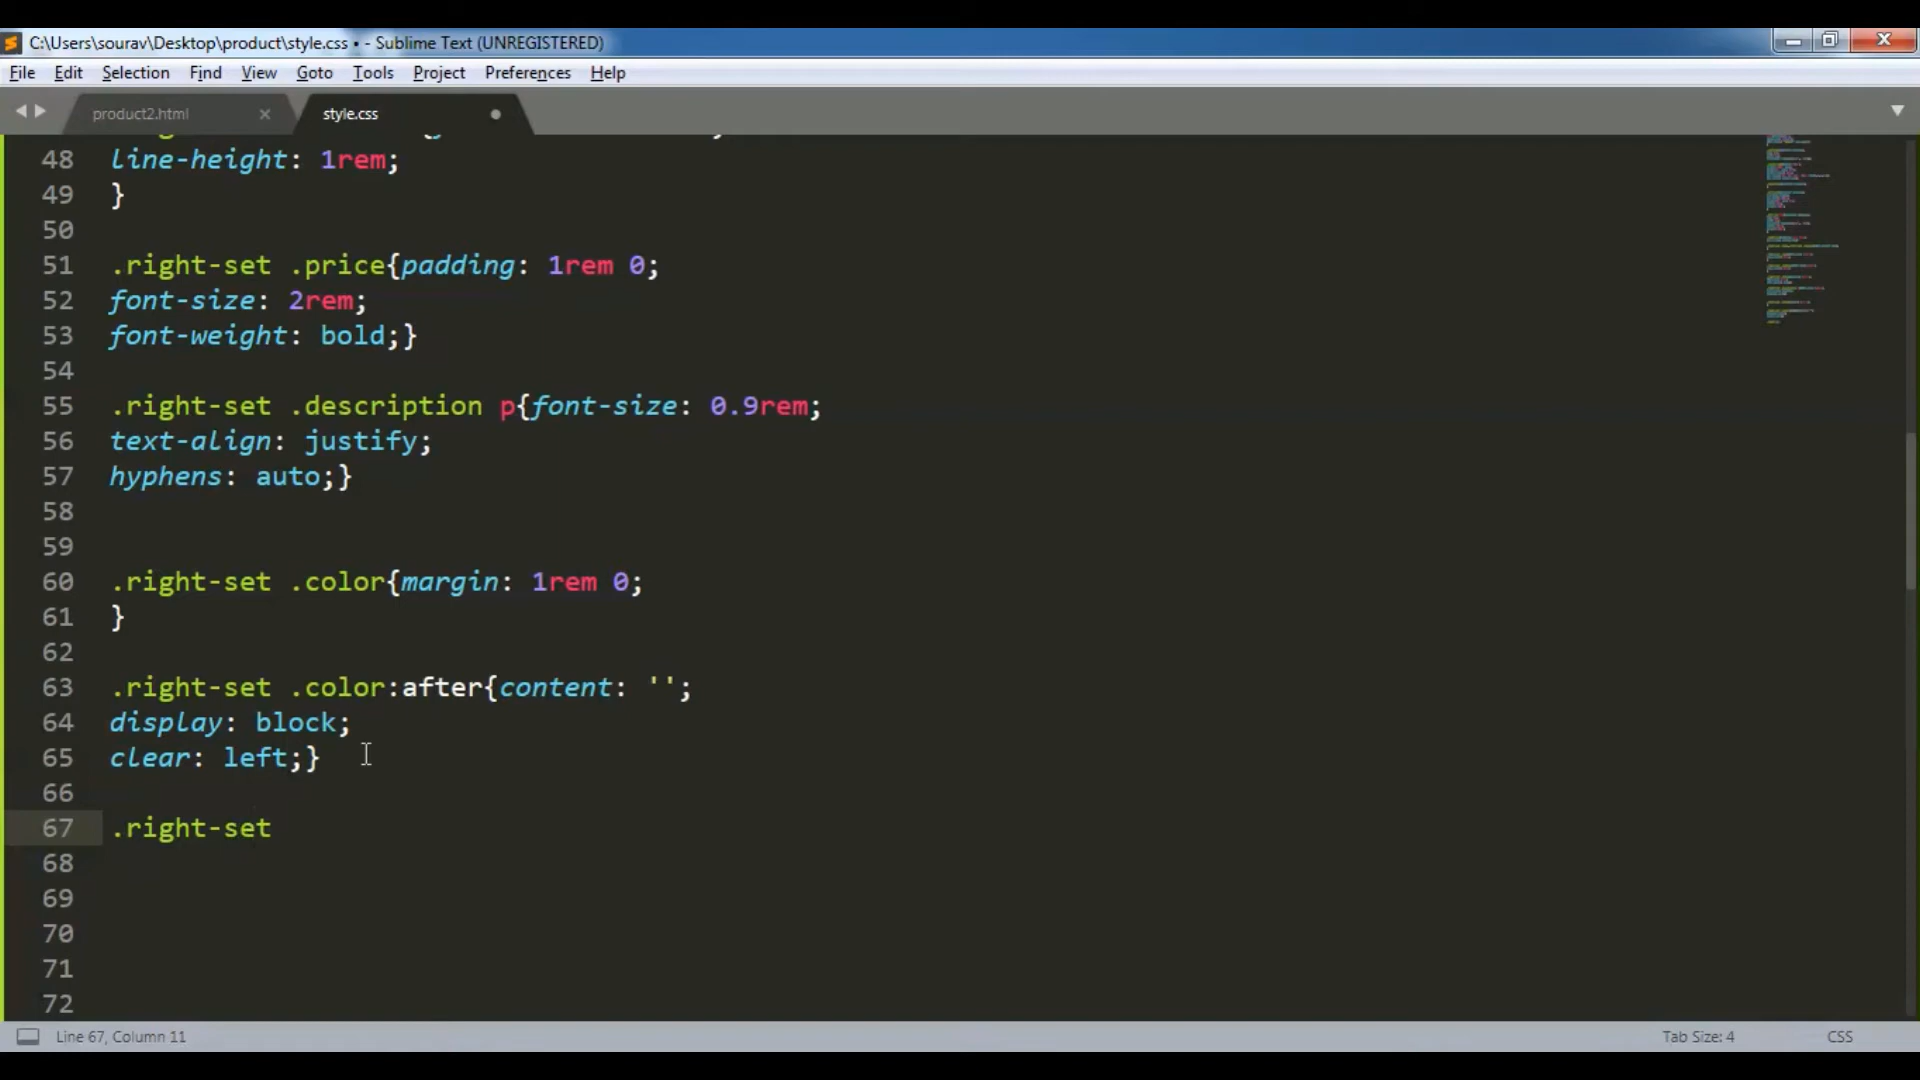 C:\Users\sourav\Desktop\product\style.css • - Sublime Text (UNREGISTERED)
File Edit Selection Find View Goto Tools Project Preferences Help
product2.html × style.css
48 line-height: 1rem;
49 }
50
51 .right-set .price{padding: 1rem 0;
52 font-size: 2rem;
53 font-weight: bold;}
54
55 .right-set .description p{font-size: 0.9rem;
56 text-align: justify;
57 hyphens: auto;}
58
59
60 .right-set .color{margin: 1rem 0;
61 }
62
63 .right-set .color:after{content: '';
64 display: block;
65 clear: left;}
66
67 .right-set
68
69
70
71
72
Line 67, Column 11 Tab Size: 4 CSS